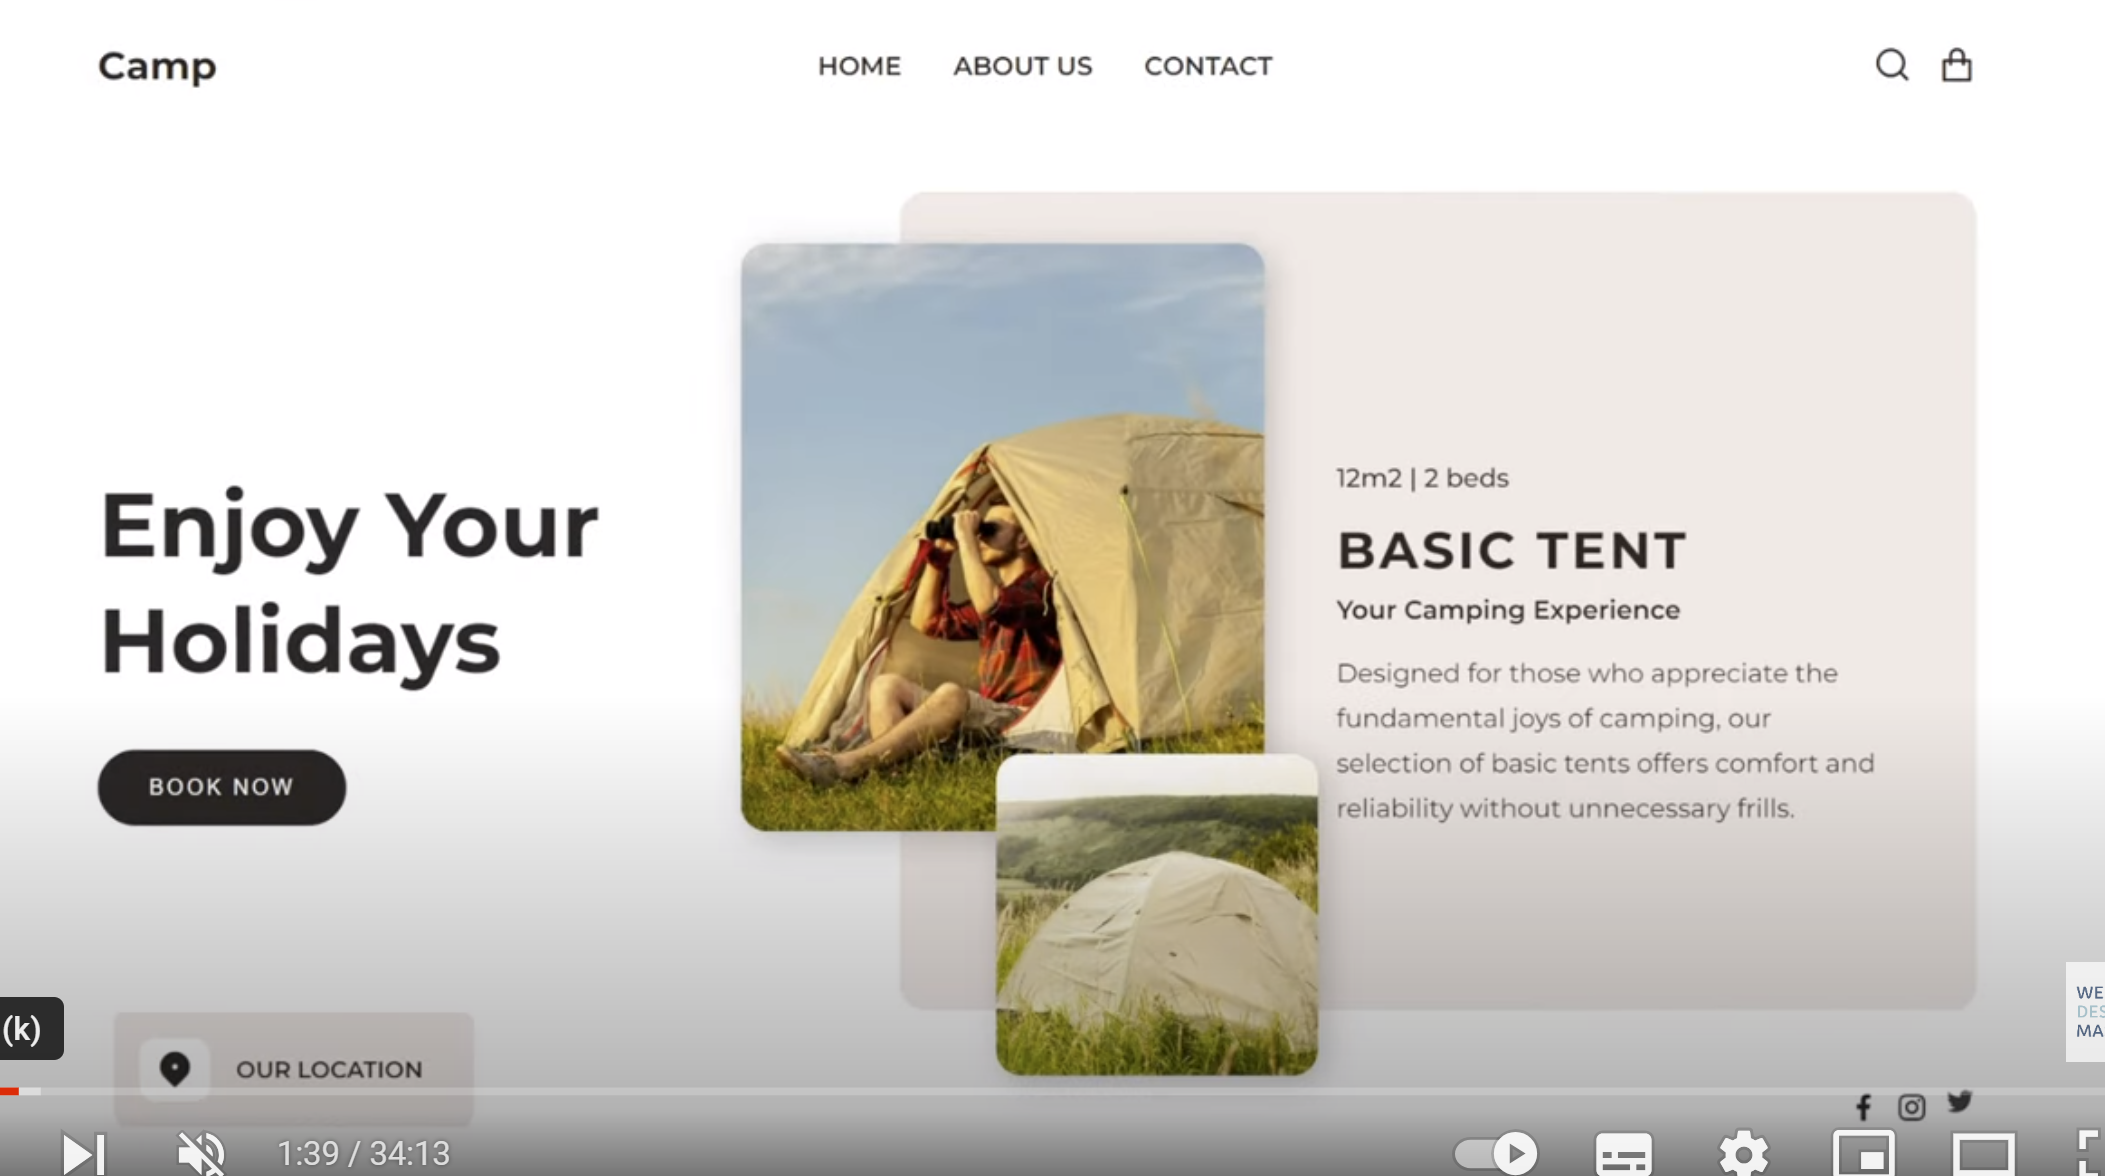 Camp
HOME ABOUT US CONTACT
Enjoy Your
Holidays
BOOK NOW
12m2 | 2 beds
BASIC TENT
Your Camping Experience
Designed for those who appreciate the
fundamental joys of camping, our
selection of basic tents offers comfort and
reliability without unnecessary frills.
(k)
OUR LOCATION
WE
DES
MA
1:39 / 34:13